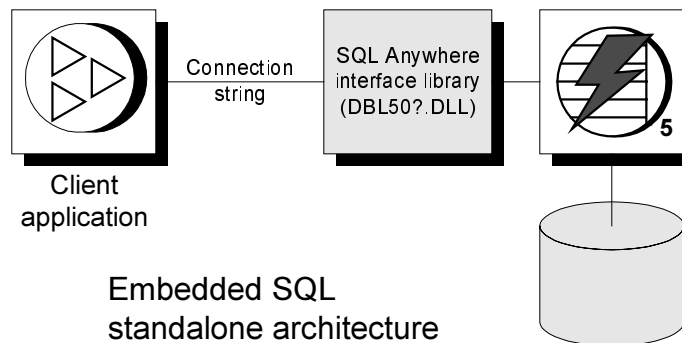 Connection
string
SQL Anywhere
interface library
(DBL50?.DLL)
5
Client
application
Embedded SQL
standalone architecture